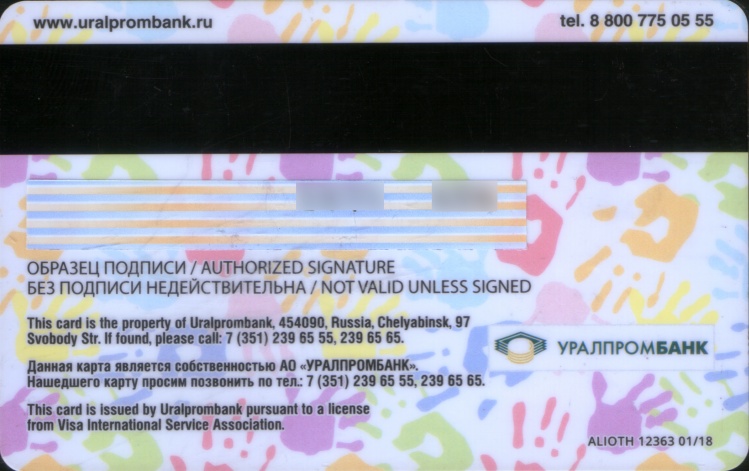 www.uralprombank.ru tel. 8 800 775 05 55
ОБРАЗЕЦ ПОДПИСИ / AUTHORIZED SIGNATURE
БЕЗ ПОДПИСИ НЕДЕЙСТВИТЕЛЬНА / NOT VALID UNLESS SIGNED
This card is the property of Uralprombank, 454090, Russia, Chelyabinsk, 97
Svobody Str. If found, please call: 7 (351) 239 65 55, 239 65 65.
УРАЛПРОМБАНК
Данная карта является собственностью АО «УРАЛПРОМБАНК».
Нашедшего карту просим позвонить по тел.: 7 (351) 239 65 55, 239 65 65.
This card is issued by Uralprombank pursuant to a license
from Visa International Service Association.
ALIOTH 12363 01/18